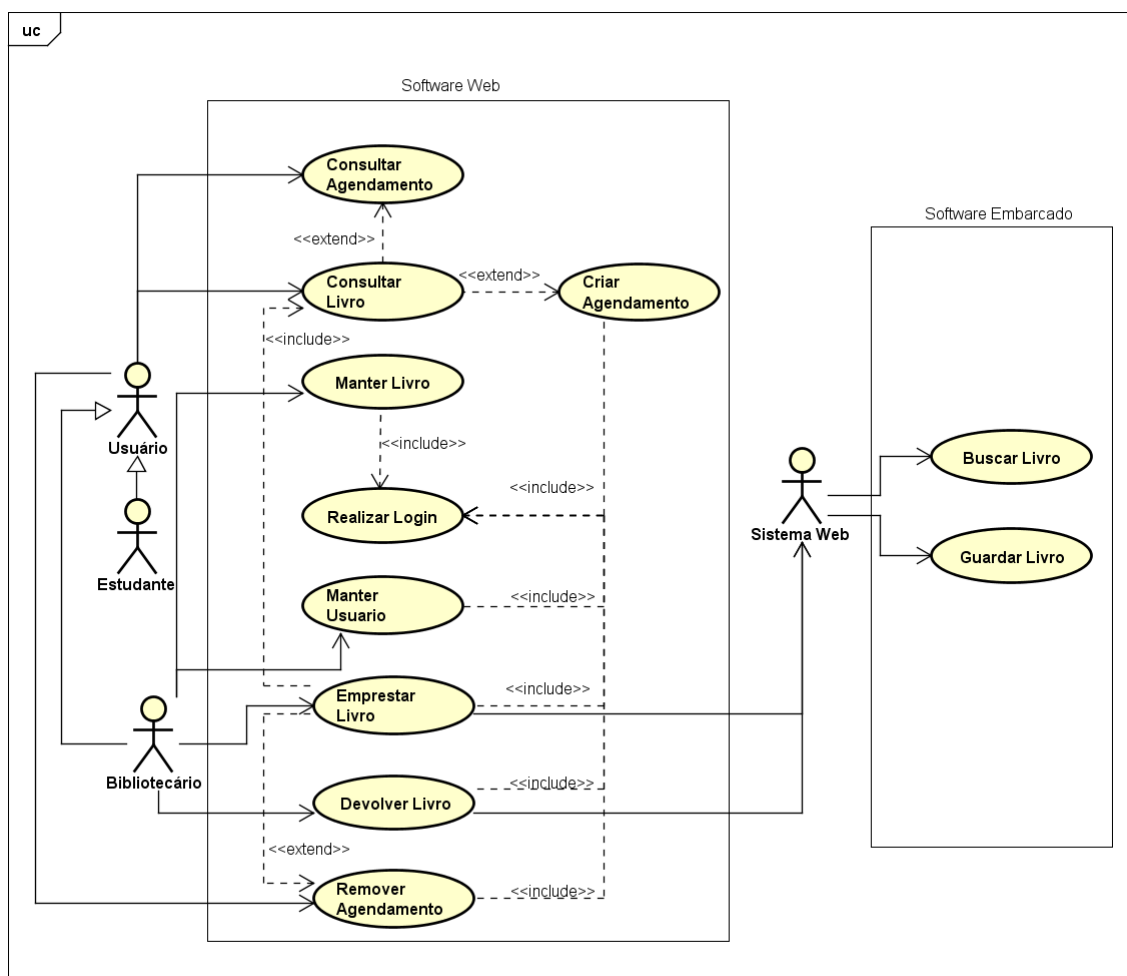 uc
Software Web
Consultar
Agendamento
<<extend>>
Consultar
Livro
<<extend>>
Criar
Agendamento
<<include>>
Manter Livro
<<include>>
Usuário
Realizar Login
<<include>>
Estudante
Manter
Usuario
<<include>>
Emprestar
Livro
<<include>>
Bibliotecário
Devolver Livro
<<include>>
<<extend>>
Remover
Agendamento
<<include>>
Sistema Web
Software Embarcado
Buscar Livro
Guardar Livro